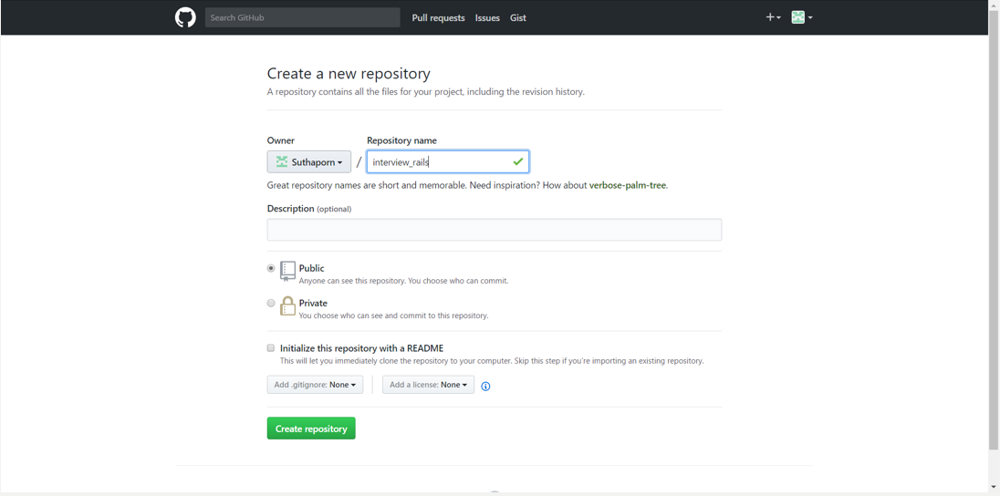 Search GitHub Pull requests Issues Gist
Create a new repository
A repository contains all the files for your project, including the revision history.
Owner Repository name
Suthaporn / interview_rails
Great repository names are short and memorable. Need inspiration? How about verbose-palm-tree.
Description (optional)
Public
Anyone can see this repository. You choose who can commit.
Private
You choose who can see and commit to this repository.
Initialize this repository with a README
This will let you immediately clone the repository to your computer. Skip this step if you're importing an existing repository.
Add .gitignore: None Add a license: None
Create repository